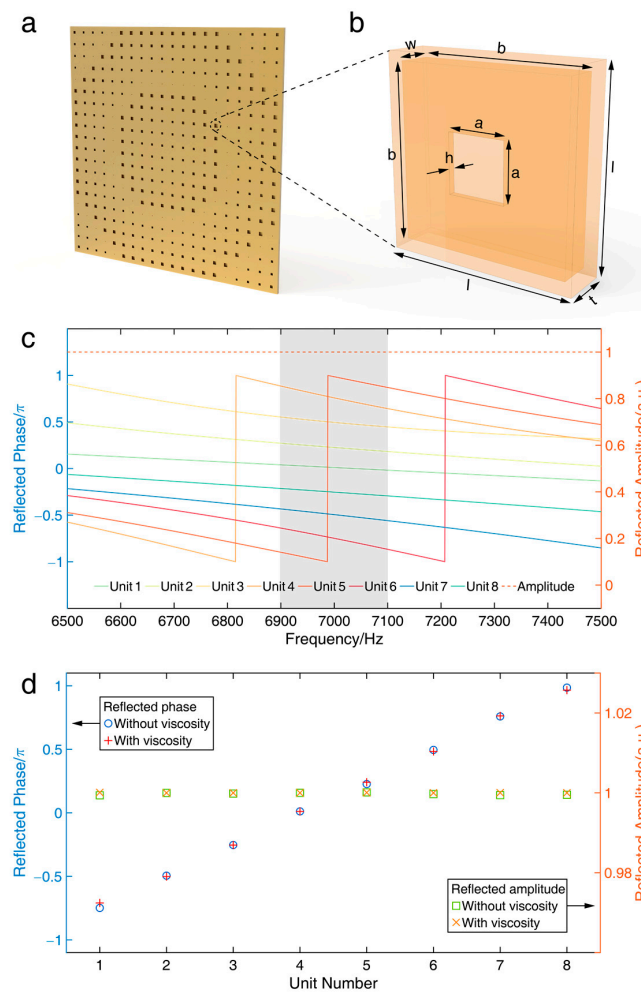 a
b
w
b
b
a
h
a
l
l
t
c
Reflected Phase/π
1
0.5
0
−0.5
−1
Unit 1 Unit 2 Unit 3 Unit 4 Unit 5 Unit 6 Unit 7 Unit 8 Amplitude
6500 6600 6700 6800 6900 7000 7100 7200 7300 7400 7500
Frequency/Hz
1
0.8
0.6
0.4
0.2
0
Reflected Amplitude(a.u.)
d
Reflected Phase/π
1
0.5
0
−0.5
−1
Reflected phase
Without viscosity
With viscosity
Reflected amplitude
Without viscosity
With viscosity
1 2 3 4 5 6 7 8
Unit Number
1.02
1
0.98
Reflected Amplitude(a.u.)